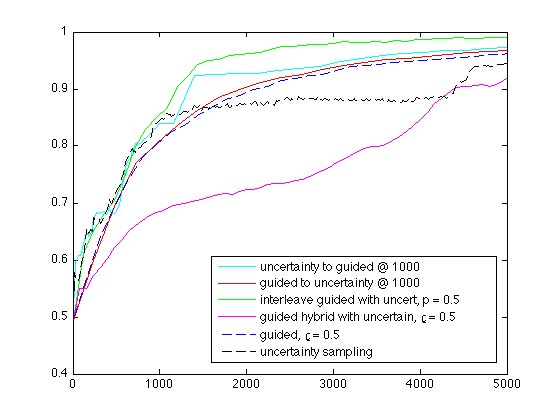 1
0.9
0.8
0.7
0.6
0.5
0.4
0
1000
2000
3000
4000
5000
uncertainty to guided @ 1000
guided to uncertainty @ 1000
interleave guided with uncert, p = 0.5
guided hybrid with uncertain, ς = 0.5
guided, ς = 0.5
uncertainty sampling